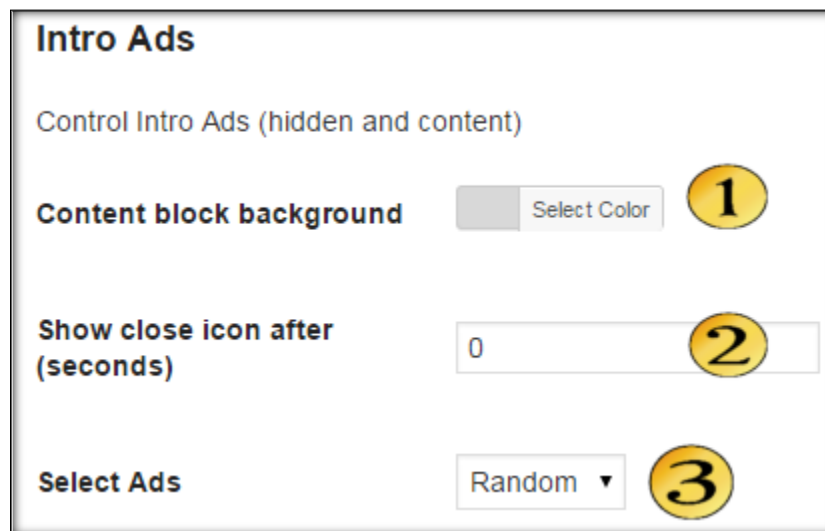 Intro Ads
Control Intro Ads (hidden and content)
Content block background Select Color 1
Show close icon after
(seconds) 0 2
Select Ads Random 3